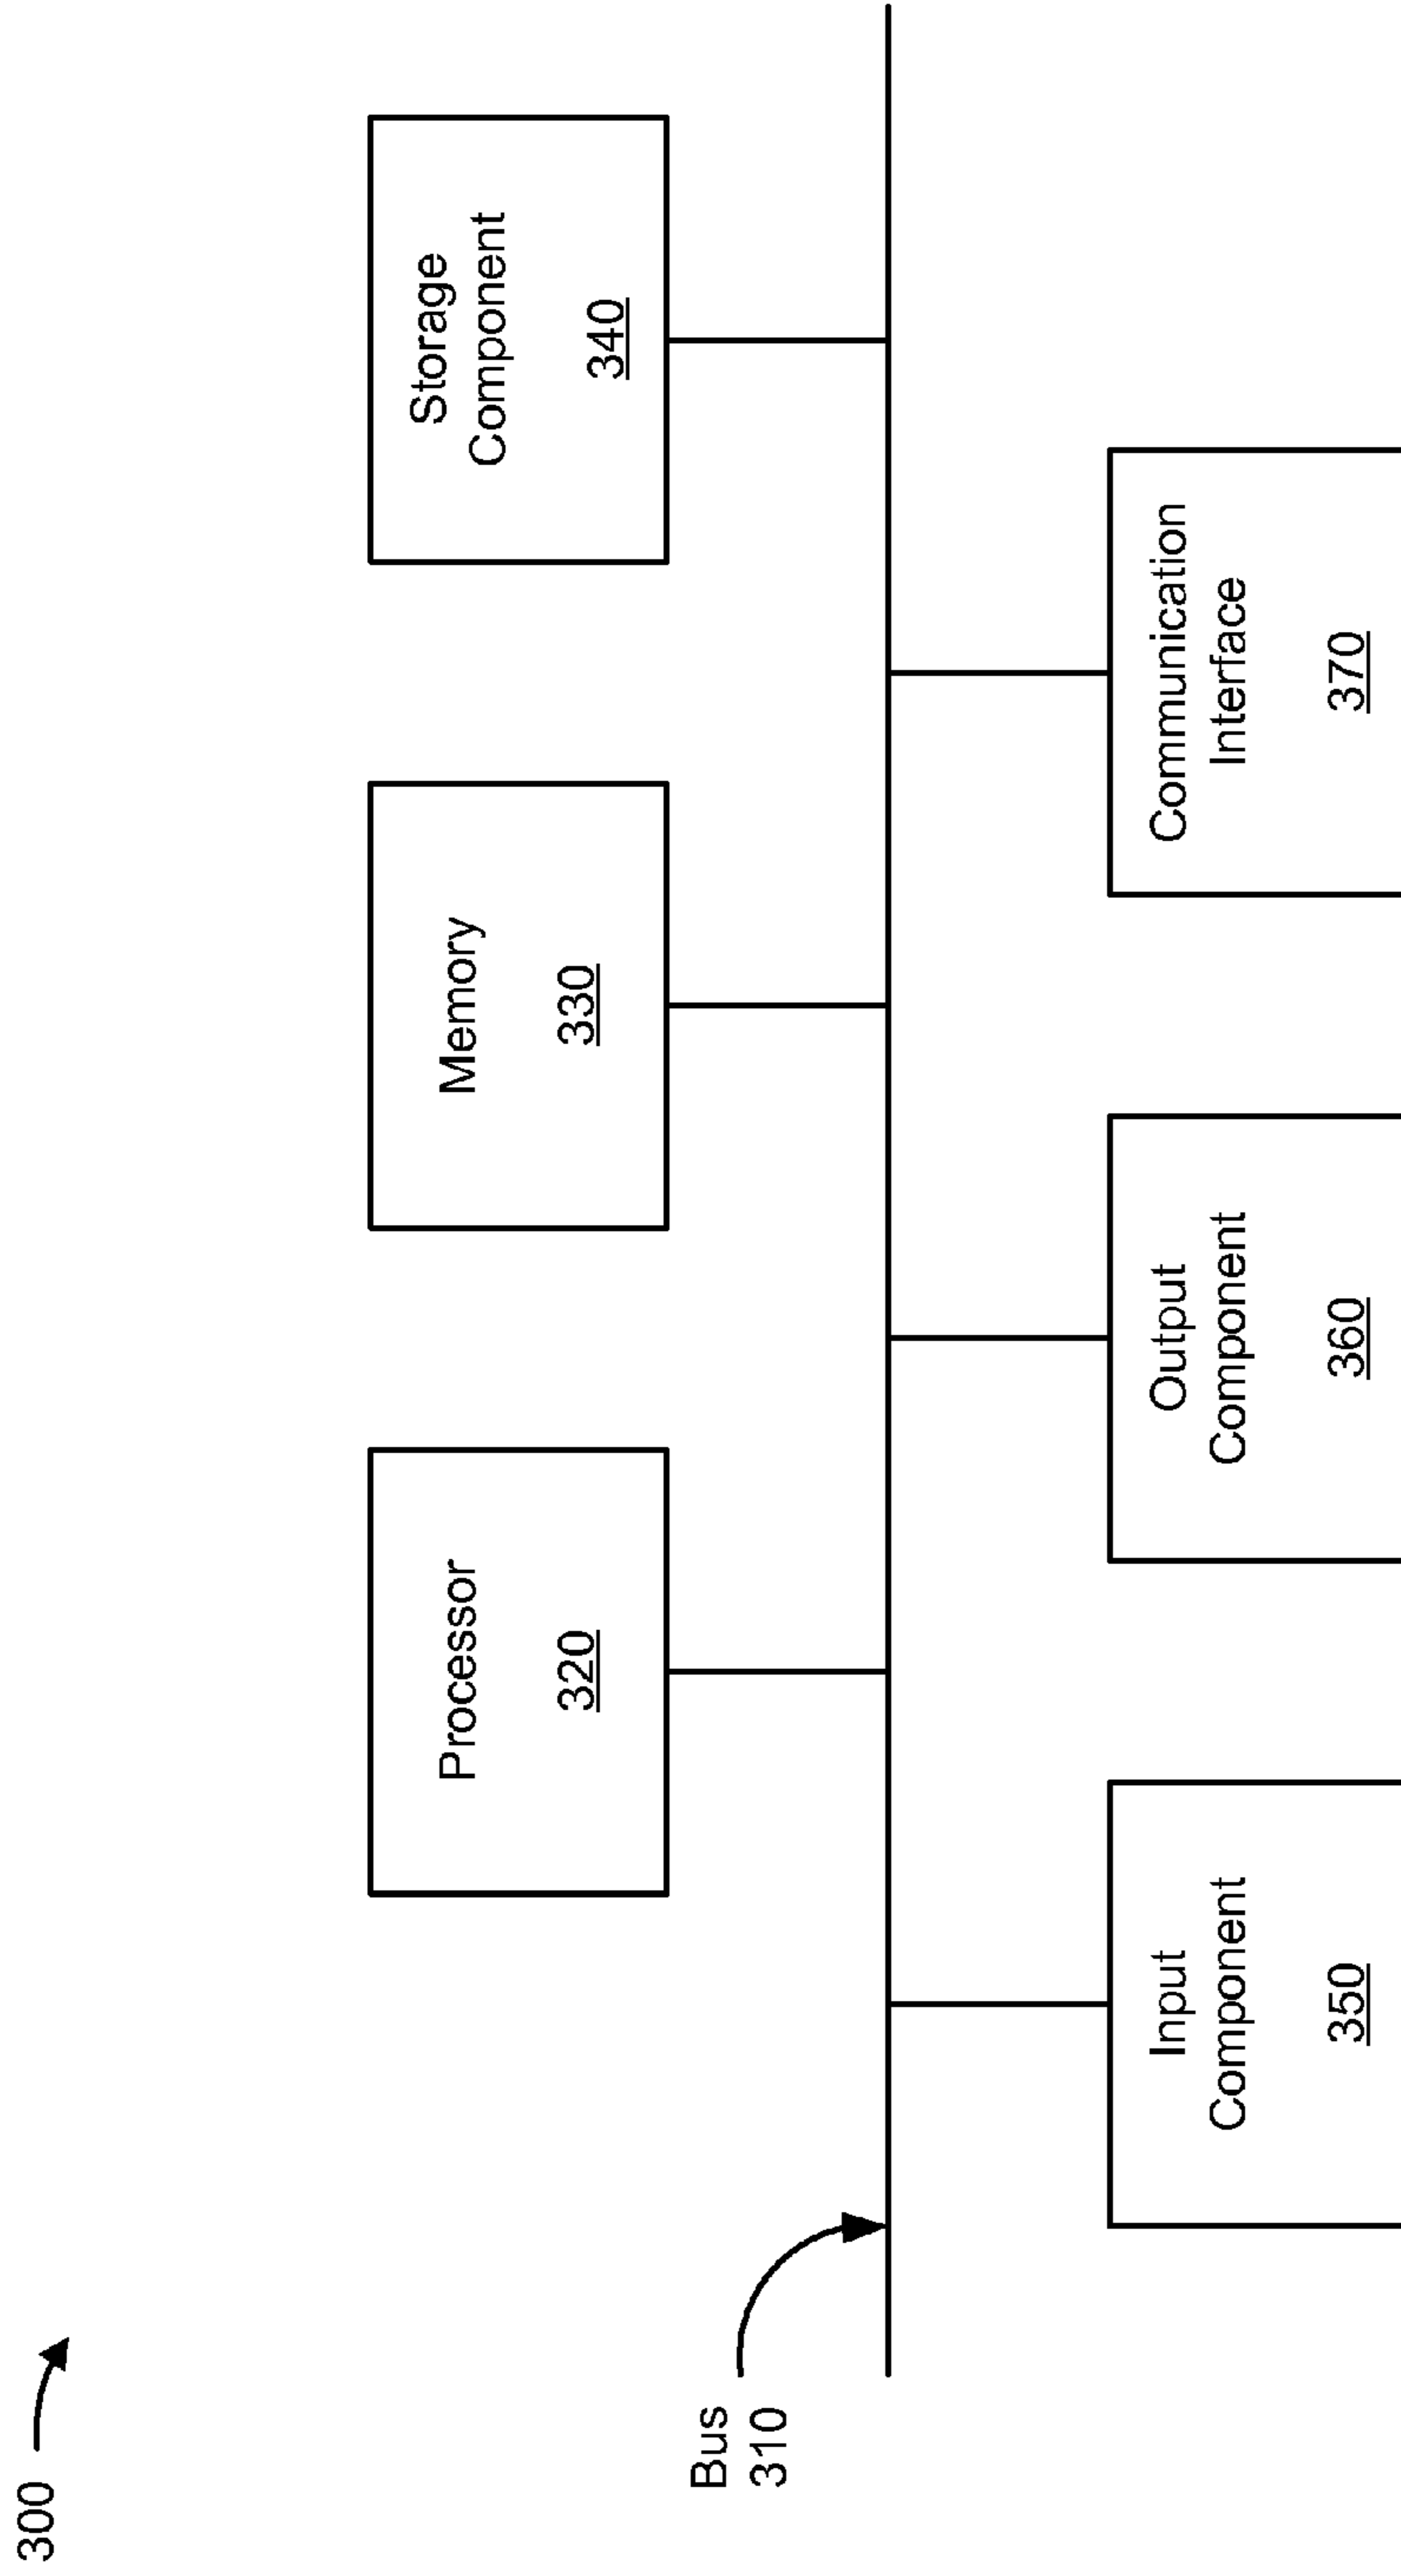 300
Processor
320
Memory
330
Storage
Component
340
Bus
310
Input
Component
350
Output
Component
360
Communication
Interface
370